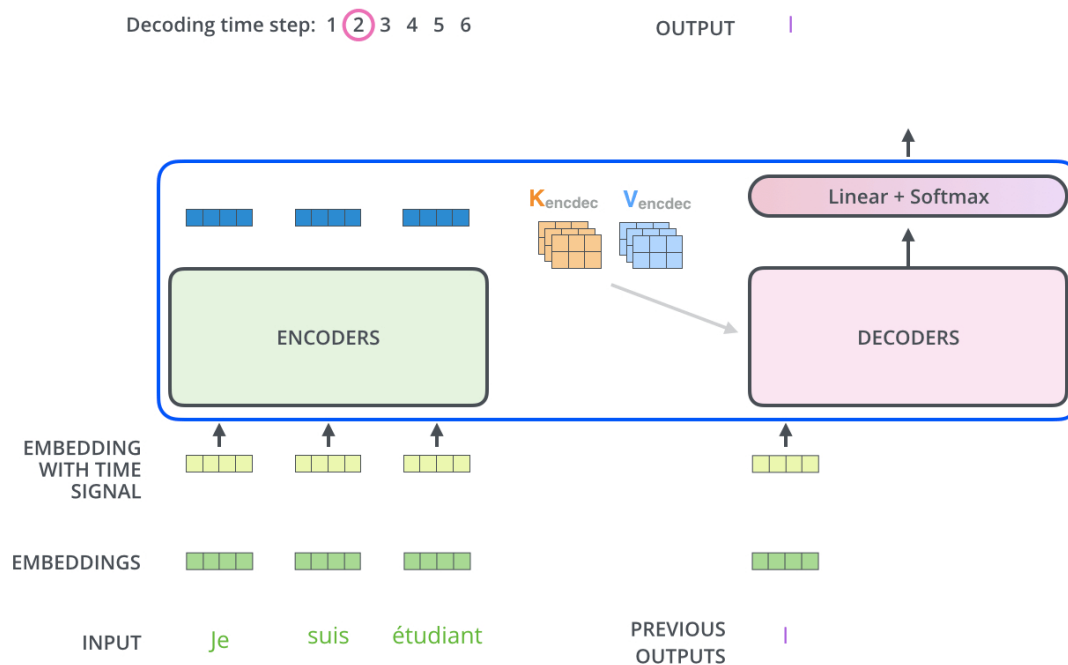 Decoding time step: 1 2 3 4 5 6
OUTPUT
I
Kencdec
Vencdec
Linear + Softmax
ENCODERS
DECODERS
EMBEDDING
WITH TIME
SIGNAL
EMBEDDINGS
INPUT
Je
suis
étudiant
PREVIOUS
OUTPUTS
I